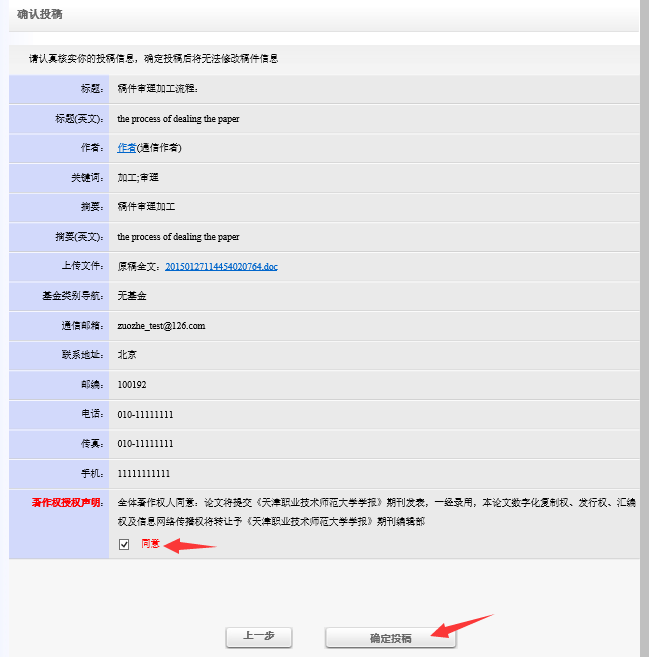 确认投稿
请认真核实你的投稿信息，确定投稿后将无法修改稿件信息
标题： 稿件审理加工流程：
标题(英文)： the process of dealing the paper
作者： 作者(通信作者)
关键词： 加工;审理
摘要： 稿件审理加工
摘要(英文)： the process of dealing the paper
上传文件： 原稿全文：20150127114454020764.doc
基金类别导航： 无基金
通信邮箱： zuozhe_test@126.com
联系地址： 北京
邮编： 100192
电话： 010-11111111
传真： 010-11111111
手机： 11111111111
著作权授权声明： 全体著作权人同意：论文将提交《天津职业技术师范大学学报》期刊发表，一经录用，本论文数字化复制权、发行权、汇编
权及信息网络传播权将转让予《天津职业技术师范大学学报》期刊编辑部
同意
上一步 确定投稿